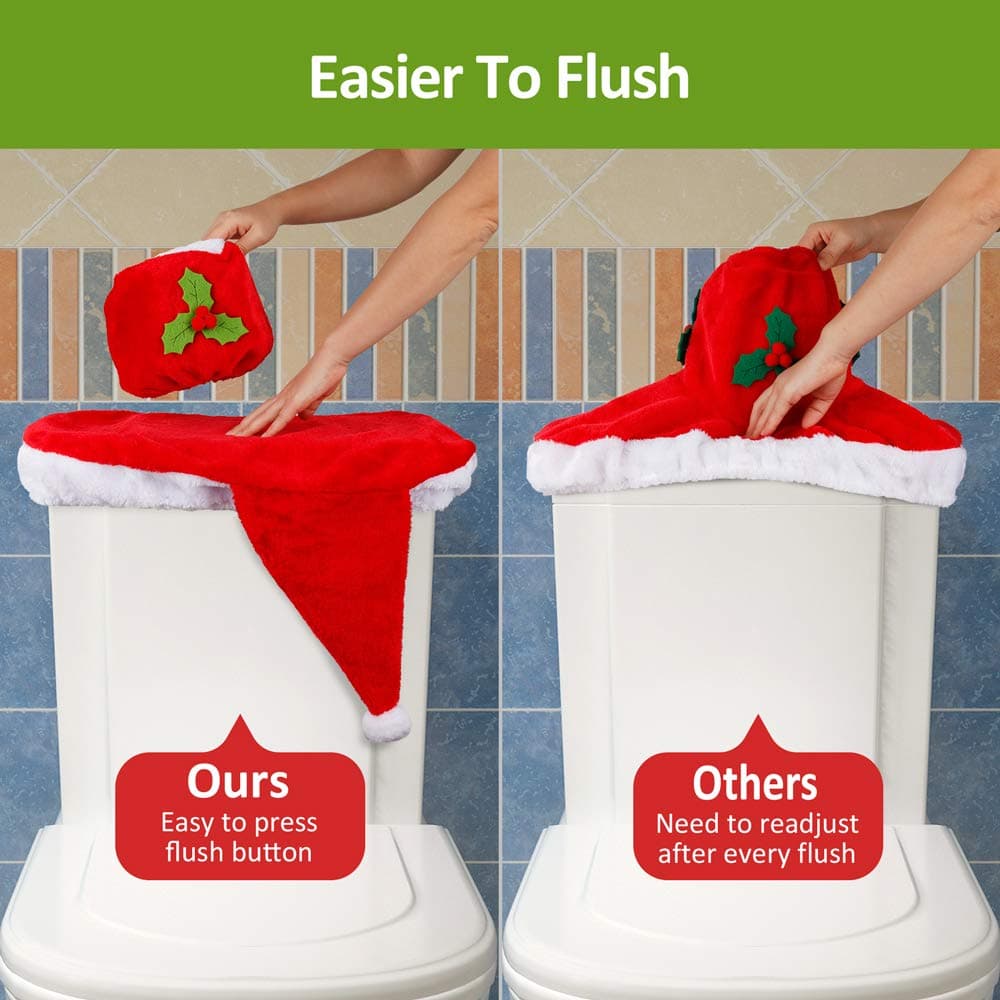 Easier To Flush
Ours
Easy to press
flush button
Others
Need to readjust
after every flush